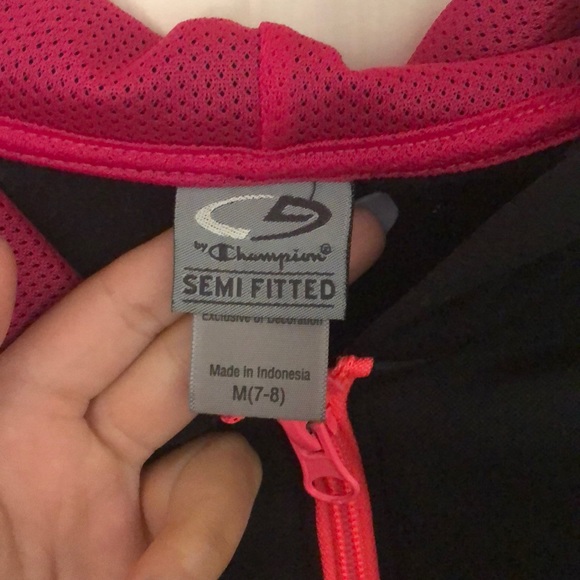 by Champion®
SEMI FITTED
Exclusive of Decoration
Made in Indonesia
M(7-8)